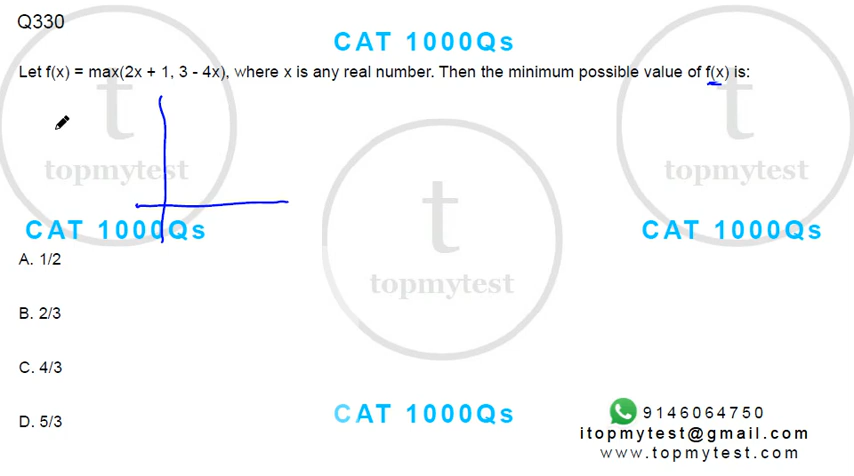 Q330
CAT 1000Qs
Let f(x) = max(2x + 1, 3 - 4x), where x is any real number. Then the minimum possible value of f(x) is:
t
topmytest
t
topmytest
CAT 1000Qs
CAT 1000Qs
A. 1/2
t
topmytest
B. 2/3
C. 4/3
D. 5/3
CAT 1000Qs
9146064750
itopmytest@gmail.com
www.topmytest.com